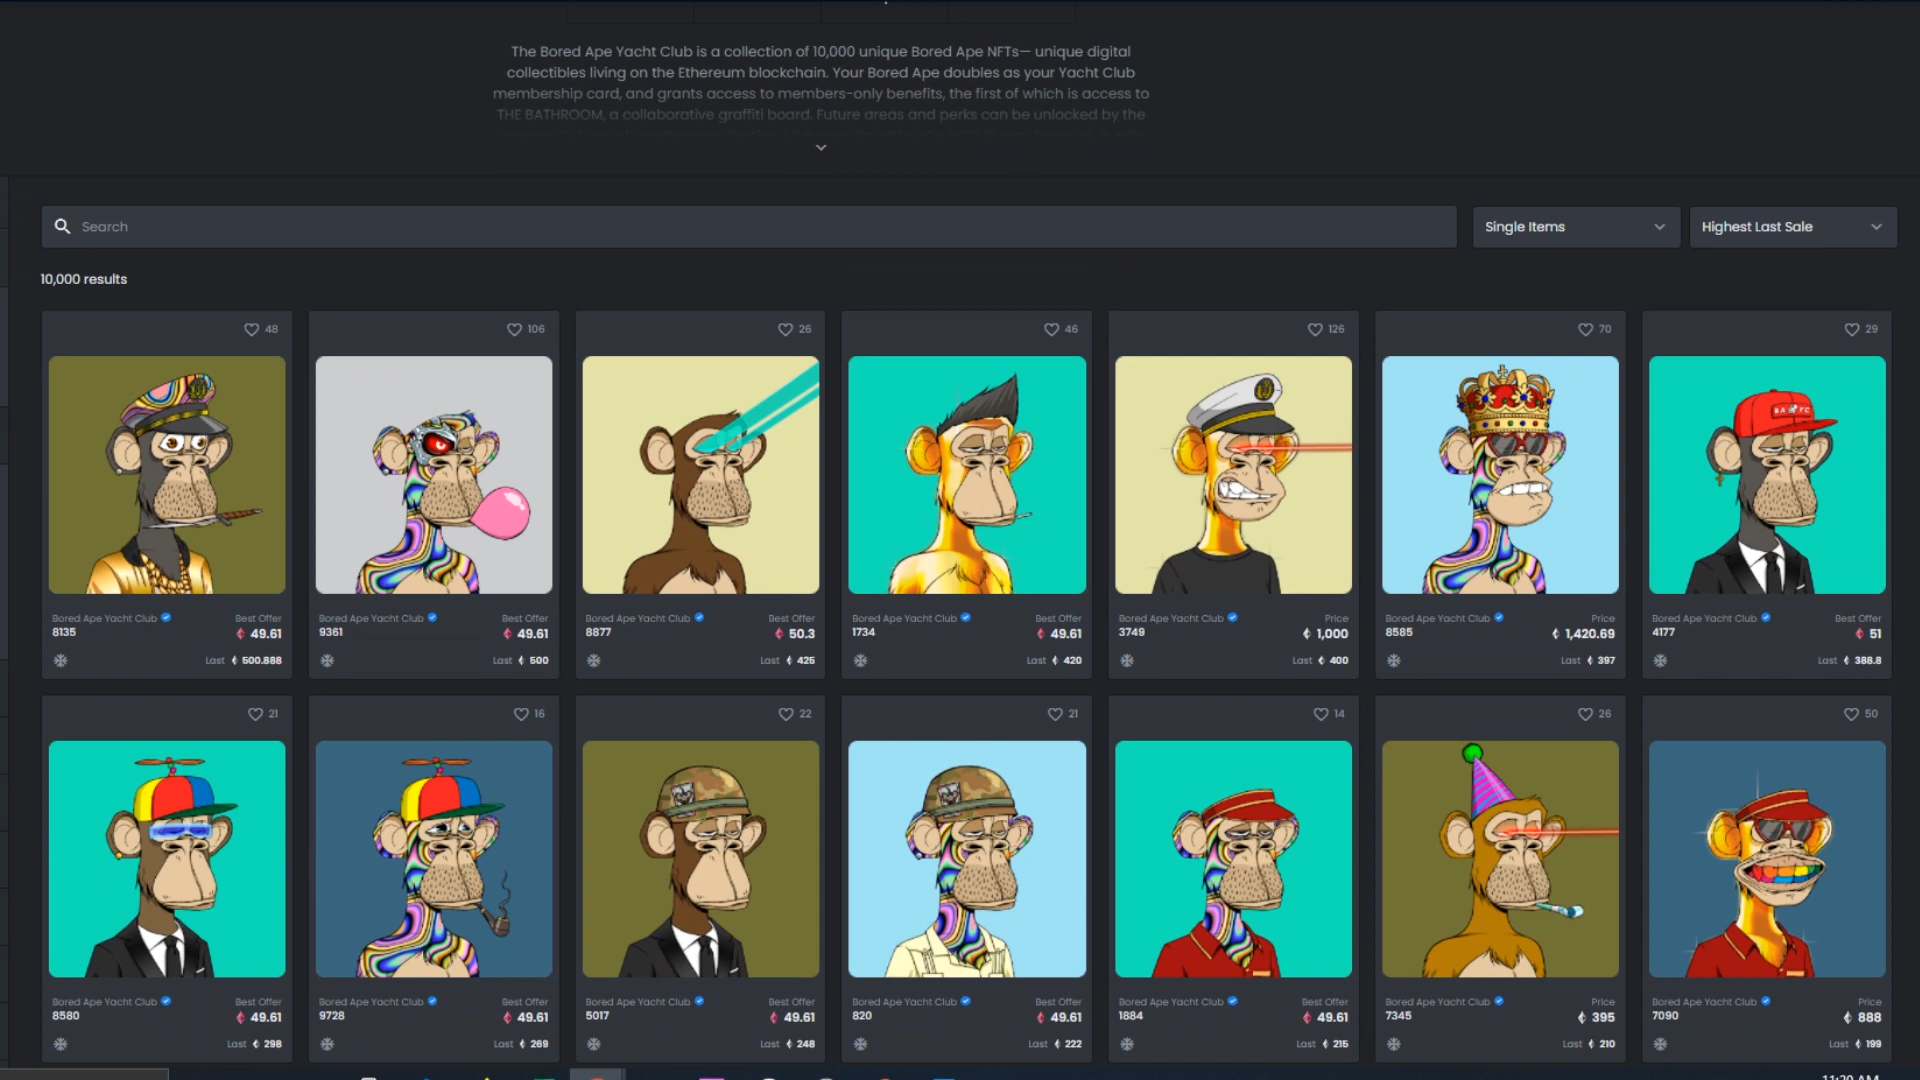 The Bored Ape Yacht Club is a collection of 10,000 unique Bored Ape NFTs— unique digital
collectibles living on the Ethereum blockchain. Your Bored Ape doubles as your Yacht Club
membership card, and grants access to members-only benefits, the first of which is access to
THE BATHROOM, a collaborative graffiti board. Future areas and perks can be unlocked by the
Search
Single Items
Highest Last Sale
10,000 results
48
106
26
46
126
70
29
BAYC
Bored Ape Yacht Club Best Offer
8135 49.61
Last 500.888
Bored Ape Yacht Club Best Offer
9361 49.61
Last 500
Bored Ape Yacht Club Best Offer
8877 50.3
Last 425
Bored Ape Yacht Club Best Offer
1734 49.61
Last 420
Bored Ape Yacht Club Price
3749 1,000
Last 400
Bored Ape Yacht Club Price
8585 1,420.69
Last 397
Bored Ape Yacht Club Best Offer
4177 51
Last 388.8
21
16
22
21
14
26
50
Bored Ape Yacht Club Best Offer
8580 49.61
Last 298
Bored Ape Yacht Club Best Offer
9728 49.61
Last 269
Bored Ape Yacht Club Best Offer
5017 49.61
Last 248
Bored Ape Yacht Club Best Offer
820 49.61
Last 222
Bored Ape Yacht Club Best Offer
1884 49.61
Last 215
Bored Ape Yacht Club Price
7345 395
Last 210
Bored Ape Yacht Club Price
7090 888
Last 199